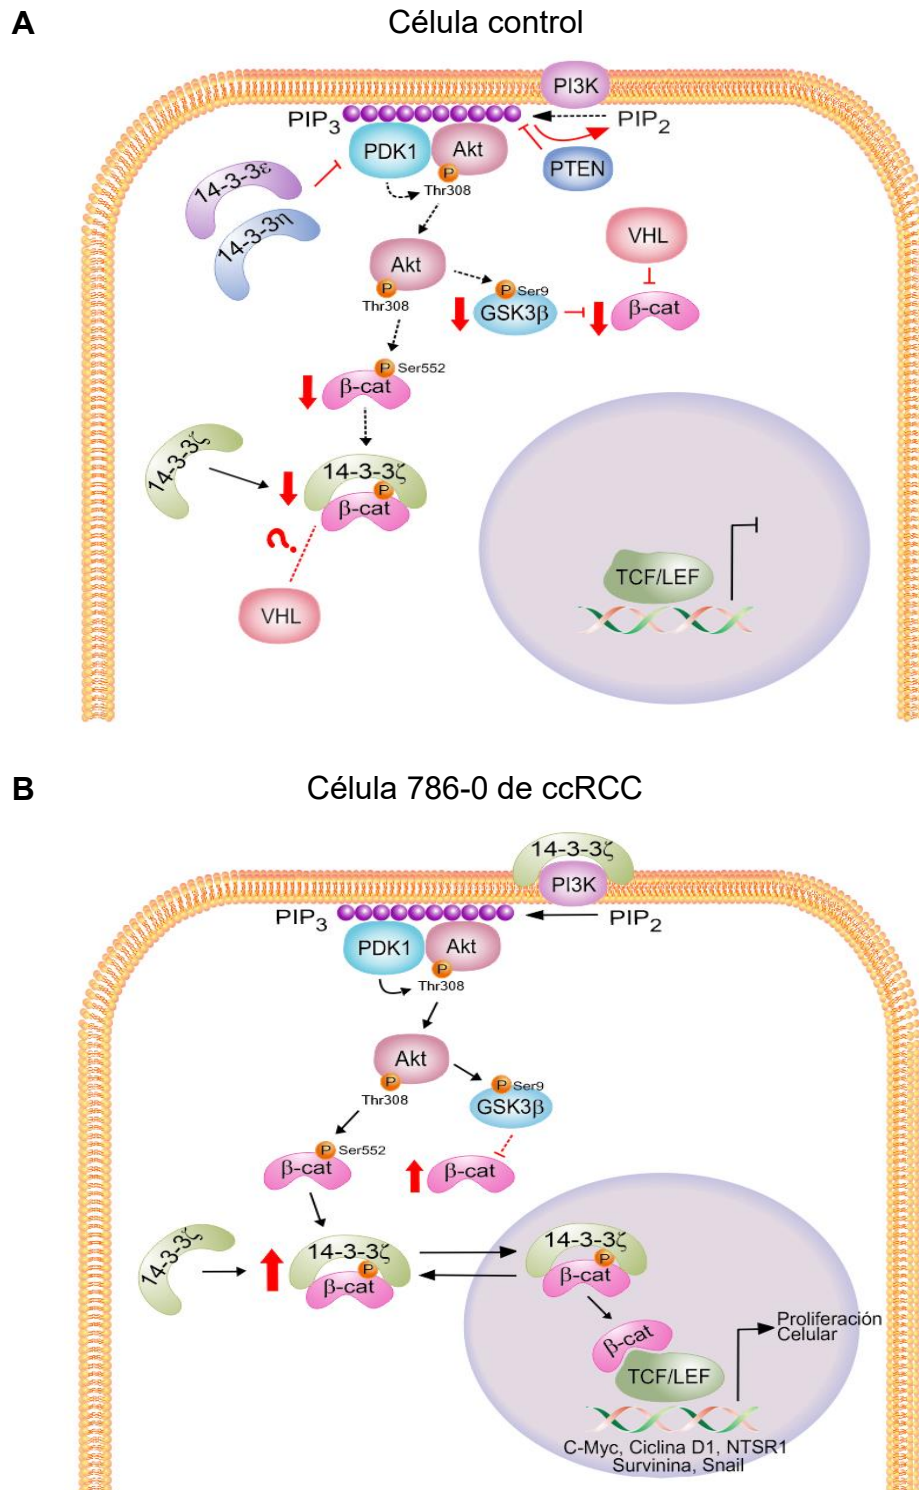 A
Célula control
PI3K
PIP3
PIP2
PDK1
Akt
P
Thr308
PTEN
14-3-3ε
14-3-3η
VHL
Akt
P
Thr308
P
Ser9
GSK3β
β-cat
P
Ser552
β-cat
14-3-3ζ
14-3-3ζ
P
β-cat
?
VHL
TCF/LEF
B
Célula 786-0 de ccRCC
14-3-3ζ
PI3K
PIP3
PIP2
PDK1
Akt
P
Thr308
Akt
P
Thr308
P
Ser9
GSK3β
P
Ser552
β-cat
β-cat
14-3-3ζ
14-3-3ζ
P
β-cat
14-3-3ζ
P
β-cat
β-cat
TCF/LEF
Proliferación
Celular
C-Myc, Ciclina D1, NTSR1
Survinina, Snail